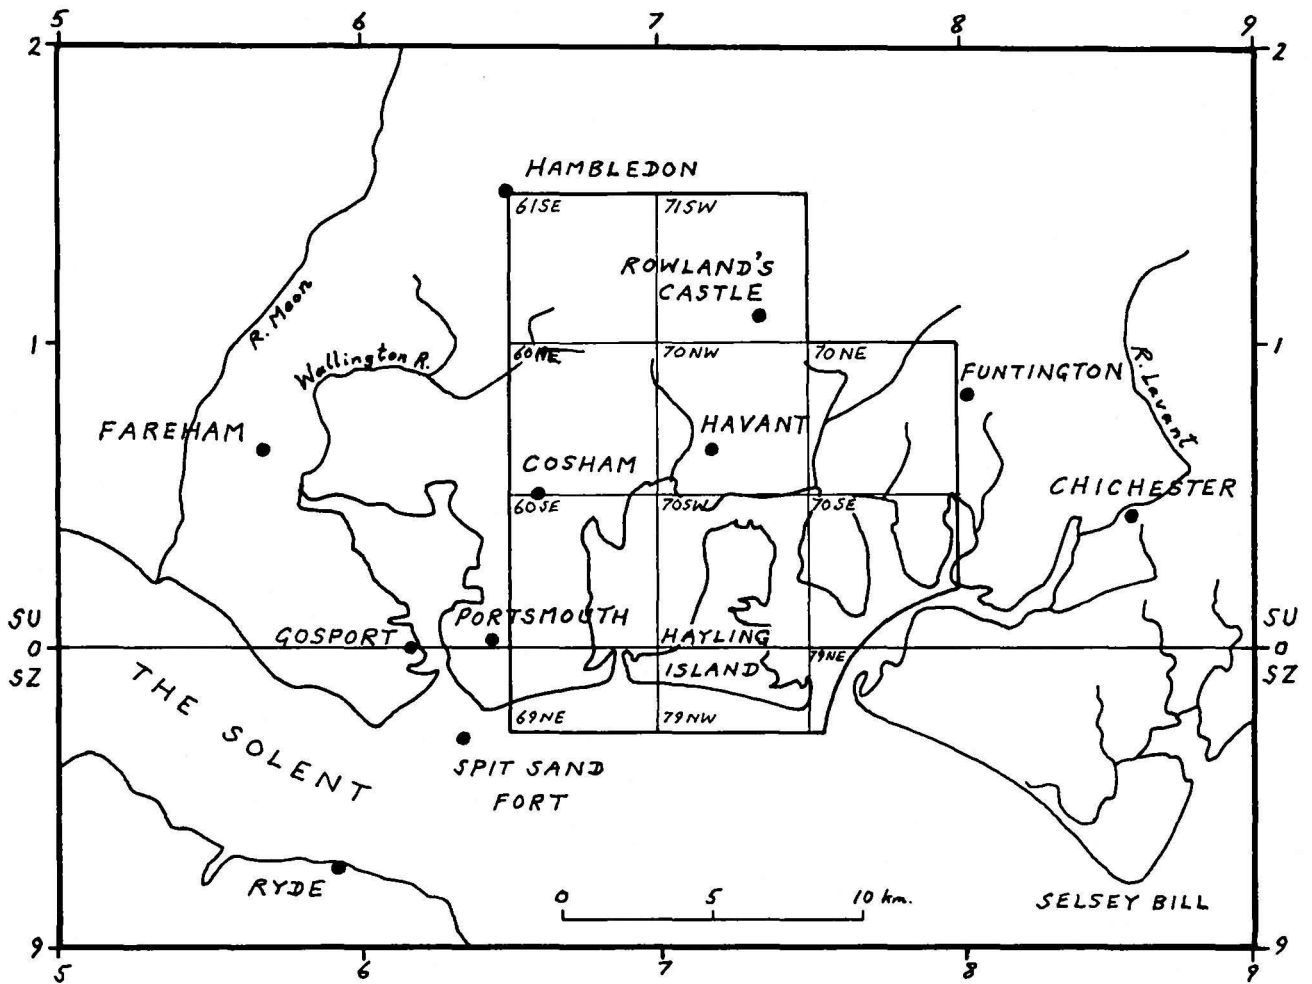 5 6 7 8 9
2 2
HAMBLEDON
61SE 71SW
ROWLAND'S
CASTLE
R. Meon
1 1
60NE 70NW 70NE
Wallington R.
FUNTINGTON
R. Lavant
FAREHAM
HAVANT
COSHAM
CHICHESTER
60SE 70SW 70SE
SU SU
PORTSMOUTH
GOSPORT
HAYLING
0 0
79NE
SZ SZ
ISLAND
THE SOLENT
69NE 79NW
SPIT SAND
FORT
RYDE
0 5 10 km.
SELSEY BILL
9 9
5 6 7 8 9